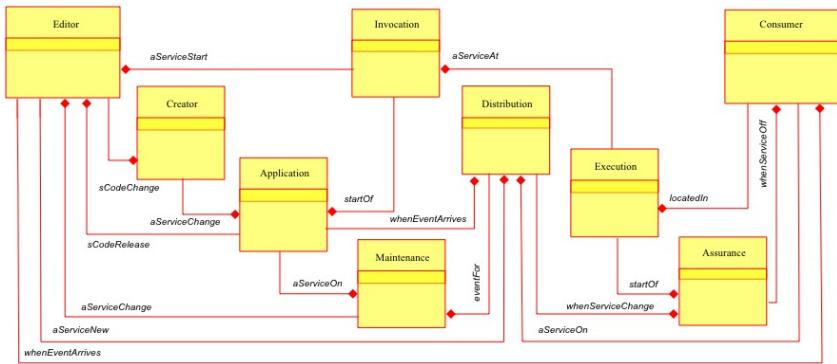 Editor
Invocation
Consumer
aServiceStart
aServiceAt
Creator
Distribution
whenServiceOff
Execution
Application
sCodeChange
startOf
locatedIn
aServiceChange
whenEventArrives
sCodeRelease
Maintenance
Assurance
aServiceOn
eventFor
startOf
aServiceChange
whenServiceChange
aServiceNew
aServiceOn
whenEventArrives